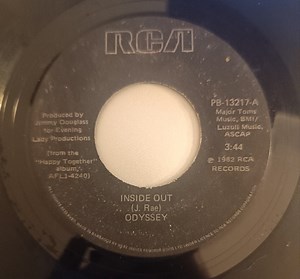 RCA
Produced by
Jimmy Douglass
for Evening
Lady Productions
(from the
"Happy Together"
album,
AFL1-4240)
PB-13217-A
Major Tome
Music, BMI/
Luzuli Music,
ASCAP
3:44
℗ 1982 RCA
RECORDS
INSIDE OUT
(J. Rae)
ODYSSEY